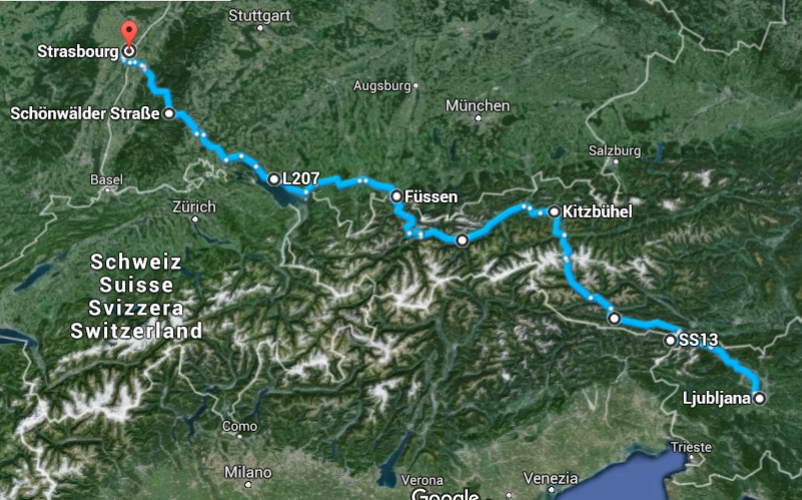 Stuttgart
Strasbourg
Augsburg
München
Schönwälder Straße
Salzburg
Basel
L207
Füssen
Zürich
Kitzbühel
Schweiz
Suisse
Svizzera
Switzerland
SS13
Ljubljana
Como
Trieste
Milano
Verona
Venezia
Google